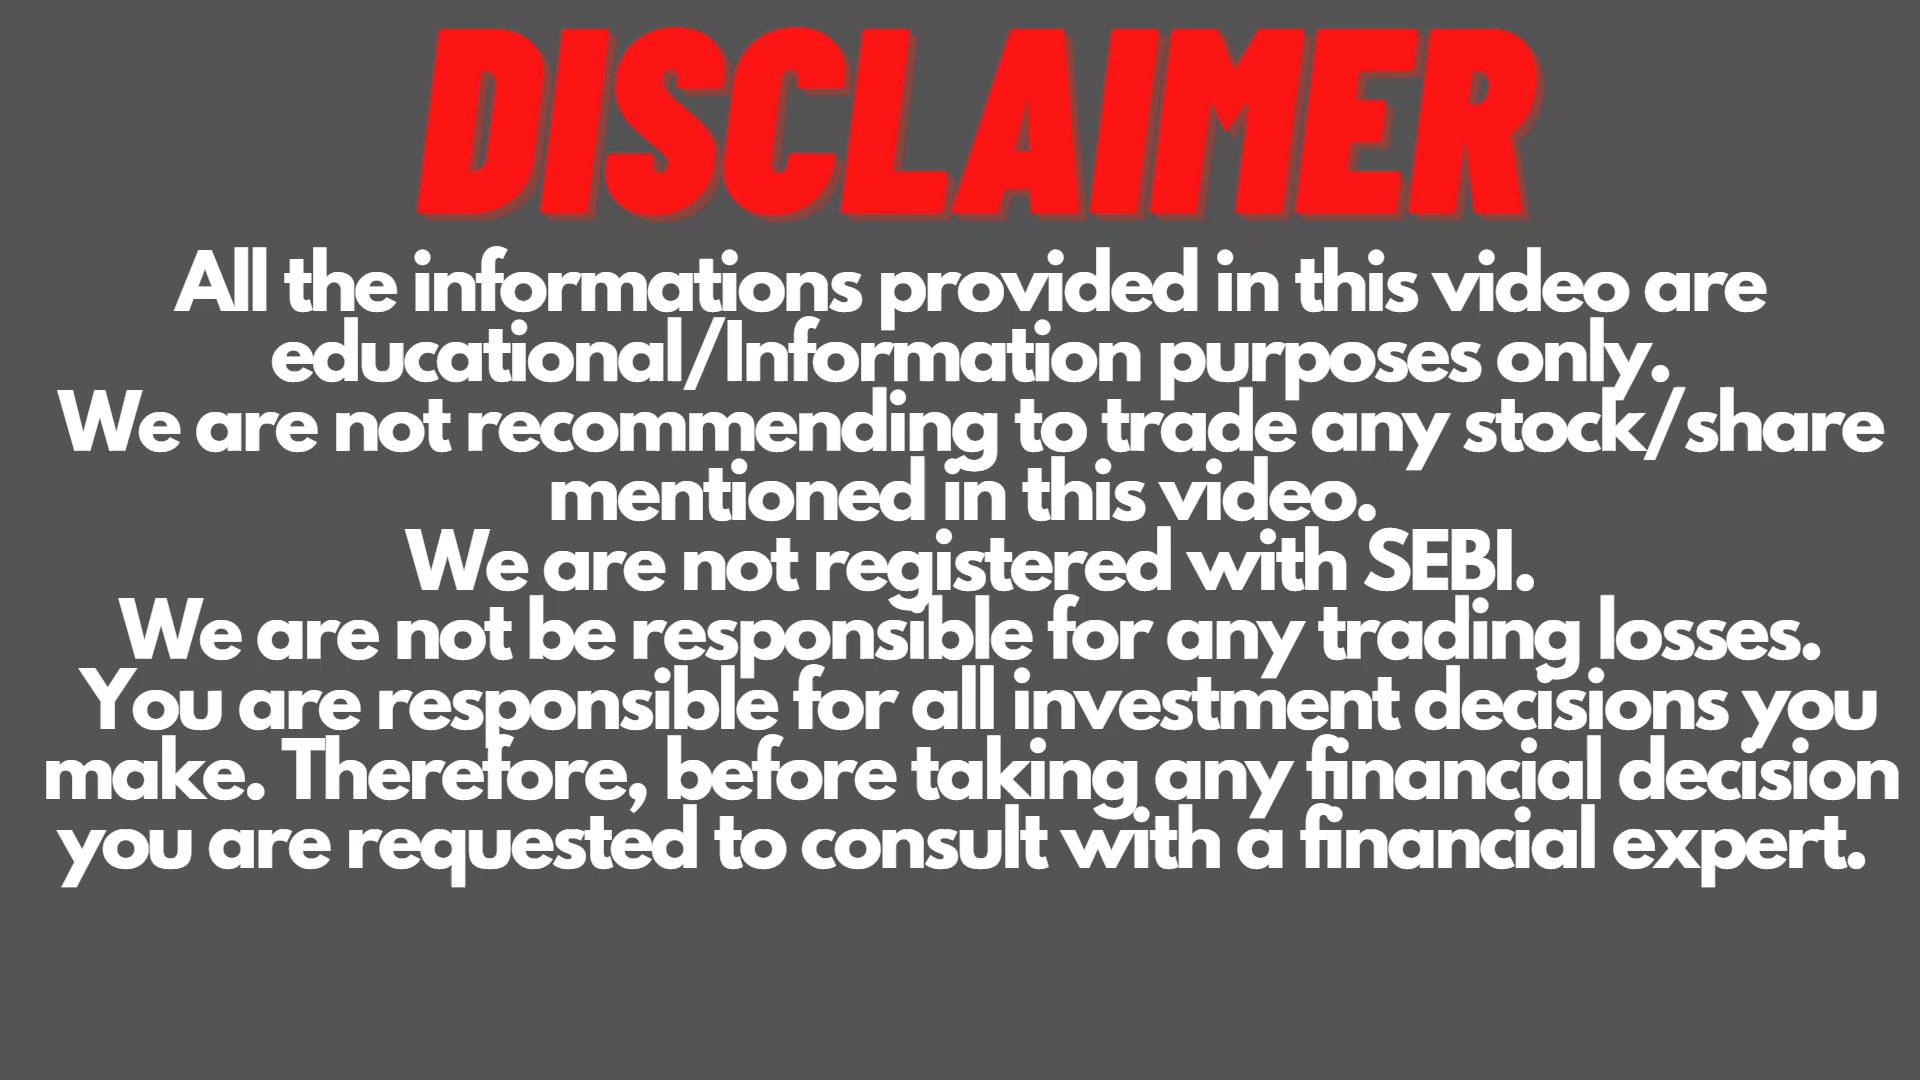 DISCLAIMER
All the informations provided in this video are
educational/Information purposes only.
We are not recommending to trade any stock/share
mentioned in this video.
We are not registered with SEBI.
We are not be responsible for any trading losses.
You are responsible for all investment decisions you
make. Therefore, before taking any financial decision
you are requested to consult with a financial expert.